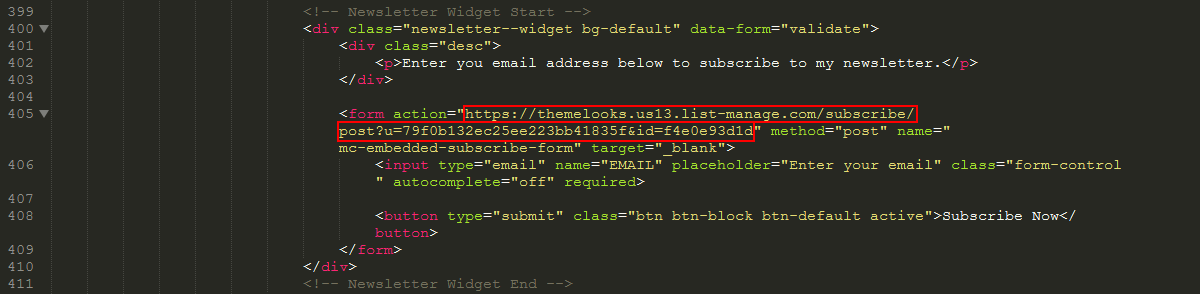 399 <!-- Newsletter Widget Start -->
400 <div class="newsletter--widget bg-default" data-form="validate">
401 <div class="desc">
402 <p>Enter you email address below to subscribe to my newsletter.</p>
403 </div>
404
405 <form action="https://themelooks.us13.list-manage.com/subscribe/
post?u=79f0b132ec25ee223bb41835f&id=f4e0e93d1d" method="post" name="
mc-embedded-subscribe-form" target="_blank">
406 <input type="email" name="EMAIL" placeholder="Enter your email" class="form-control
" autocomplete="off" required>
407
408 <button type="submit" class="btn btn-block btn-default active">Subscribe Now</
button>
409 </form>
410 </div>
411 <!-- Newsletter Widget End -->